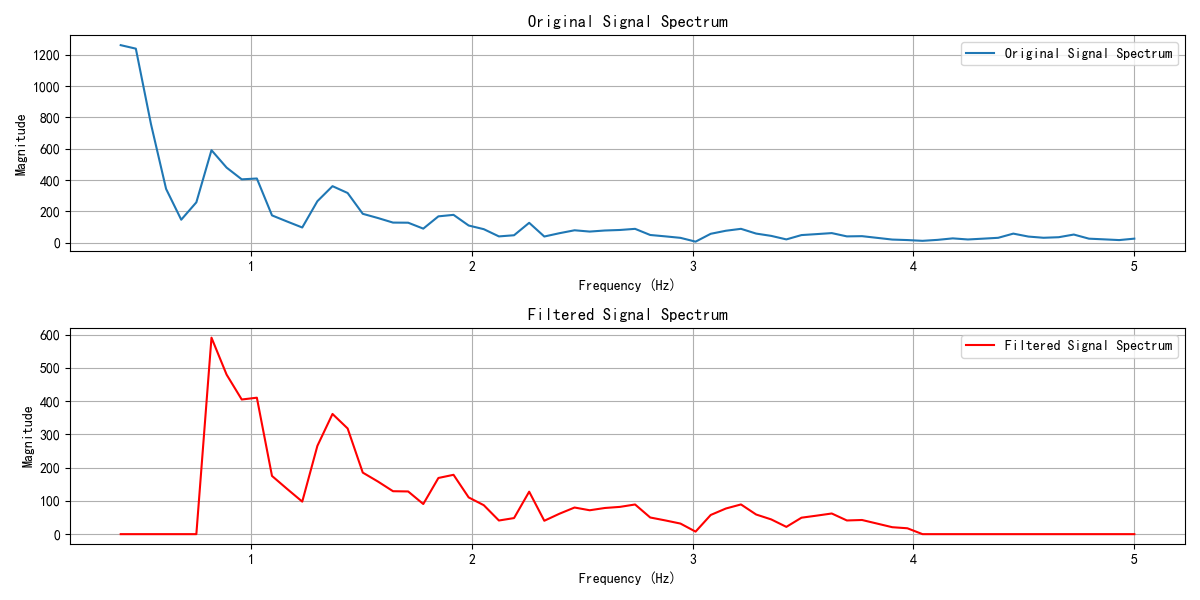 Original Signal Spectrum
Original Signal Spectrum
Magnitude
1200
1000
800
600
400
200
0
1 2 3 4 5
Frequency (Hz)
Filtered Signal Spectrum
Filtered Signal Spectrum
Magnitude
600
500
400
300
200
100
0
1 2 3 4 5
Frequency (Hz)